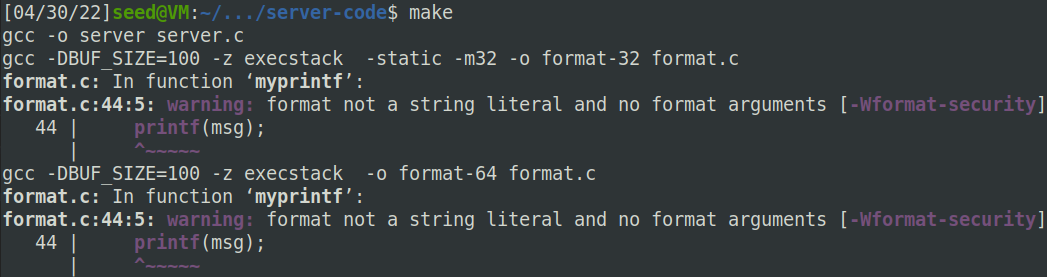 [04/30/22]seed@VM:~/.../server-code$ make
gcc -o server server.c
gcc -DBUF_SIZE=100 -z execstack  -static -m32 -o format-32 format.c
format.c: In function ‘myprintf’:
format.c:44:5: warning: format not a string literal and no format arguments [-Wformat-security]
   44 |     printf(msg);
      |     ^~~~~~
gcc -DBUF_SIZE=100 -z execstack  -o format-64 format.c
format.c: In function ‘myprintf’:
format.c:44:5: warning: format not a string literal and no format arguments [-Wformat-security]
   44 |     printf(msg);
      |     ^~~~~~